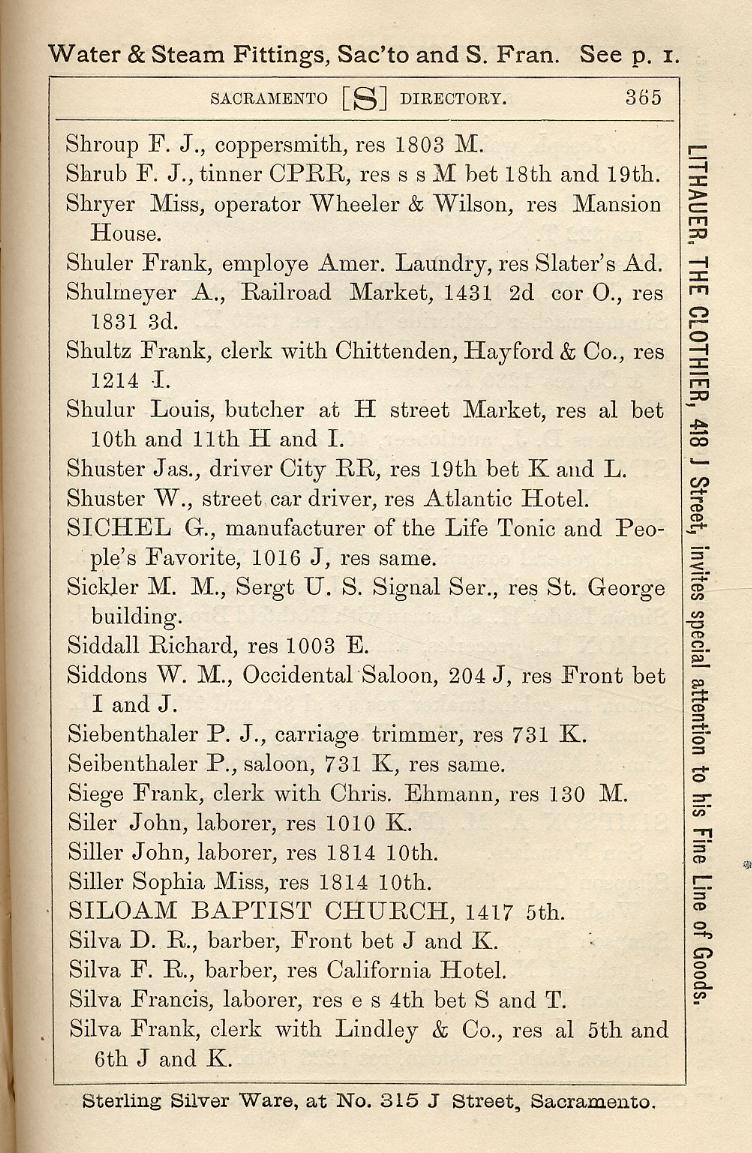 Water & Steam Fittings, Sac'to and S. Fran. See p. 1.
SACRAMENTO [S] DIRECTORY. 365
Shroup F. J., coppersmith, res 1803 M.
Shrub F. J., tinner CPRR, res s s M bet 18th and 19th.
Shryer Miss, operator Wheeler & Wilson, res Mansion
House.
Shuler Frank, employe Amer. Laundry, res Slater's Ad.
Shulmeyer A., Railroad Market, 1431 2d cor O., res
1831 3d.
Shultz Frank, clerk with Chittenden, Hayford & Co., res
1214 I.
Shulur Louis, butcher at H street Market, res al bet
10th and 11th H and I.
Shuster Jas., driver City RR, res 19th bet K and L.
Shuster W., street car driver, res Atlantic Hotel.
SICHEL G., manufacturer of the Life Tonic and Peo-
ple's Favorite, 1016 J, res same.
Sickler M. M., Sergt U. S. Signal Ser., res St. George
building.
Siddall Richard, res 1003 E.
Siddons W. M., Occidental Saloon, 204 J, res Front bet
I and J.
Siebenthaler P. J., carriage trimmer, res 731 K.
Seibenthaler P., saloon, 731 K, res same.
Siege Frank, clerk with Chris. Ehmann, res 130 M.
Siler John, laborer, res 1010 K.
Siller John, laborer, res 1814 10th.
Siller Sophia Miss, res 1814 10th.
SILOAM BAPTIST CHURCH, 1417 5th.
Silva D. R., barber, Front bet J and K.
Silva F. R., barber, res California Hotel.
Silva Francis, laborer, res e s 4th bet S and T.
Silva Frank, clerk with Lindley & Co., res al 5th and
6th J and K.
Sterling Silver Ware, at No. 315 J Street, Sacramento.
LITHAUER, THE CLOTHIER, 418 J Street, invites special attention to his Fine Line of Goods.